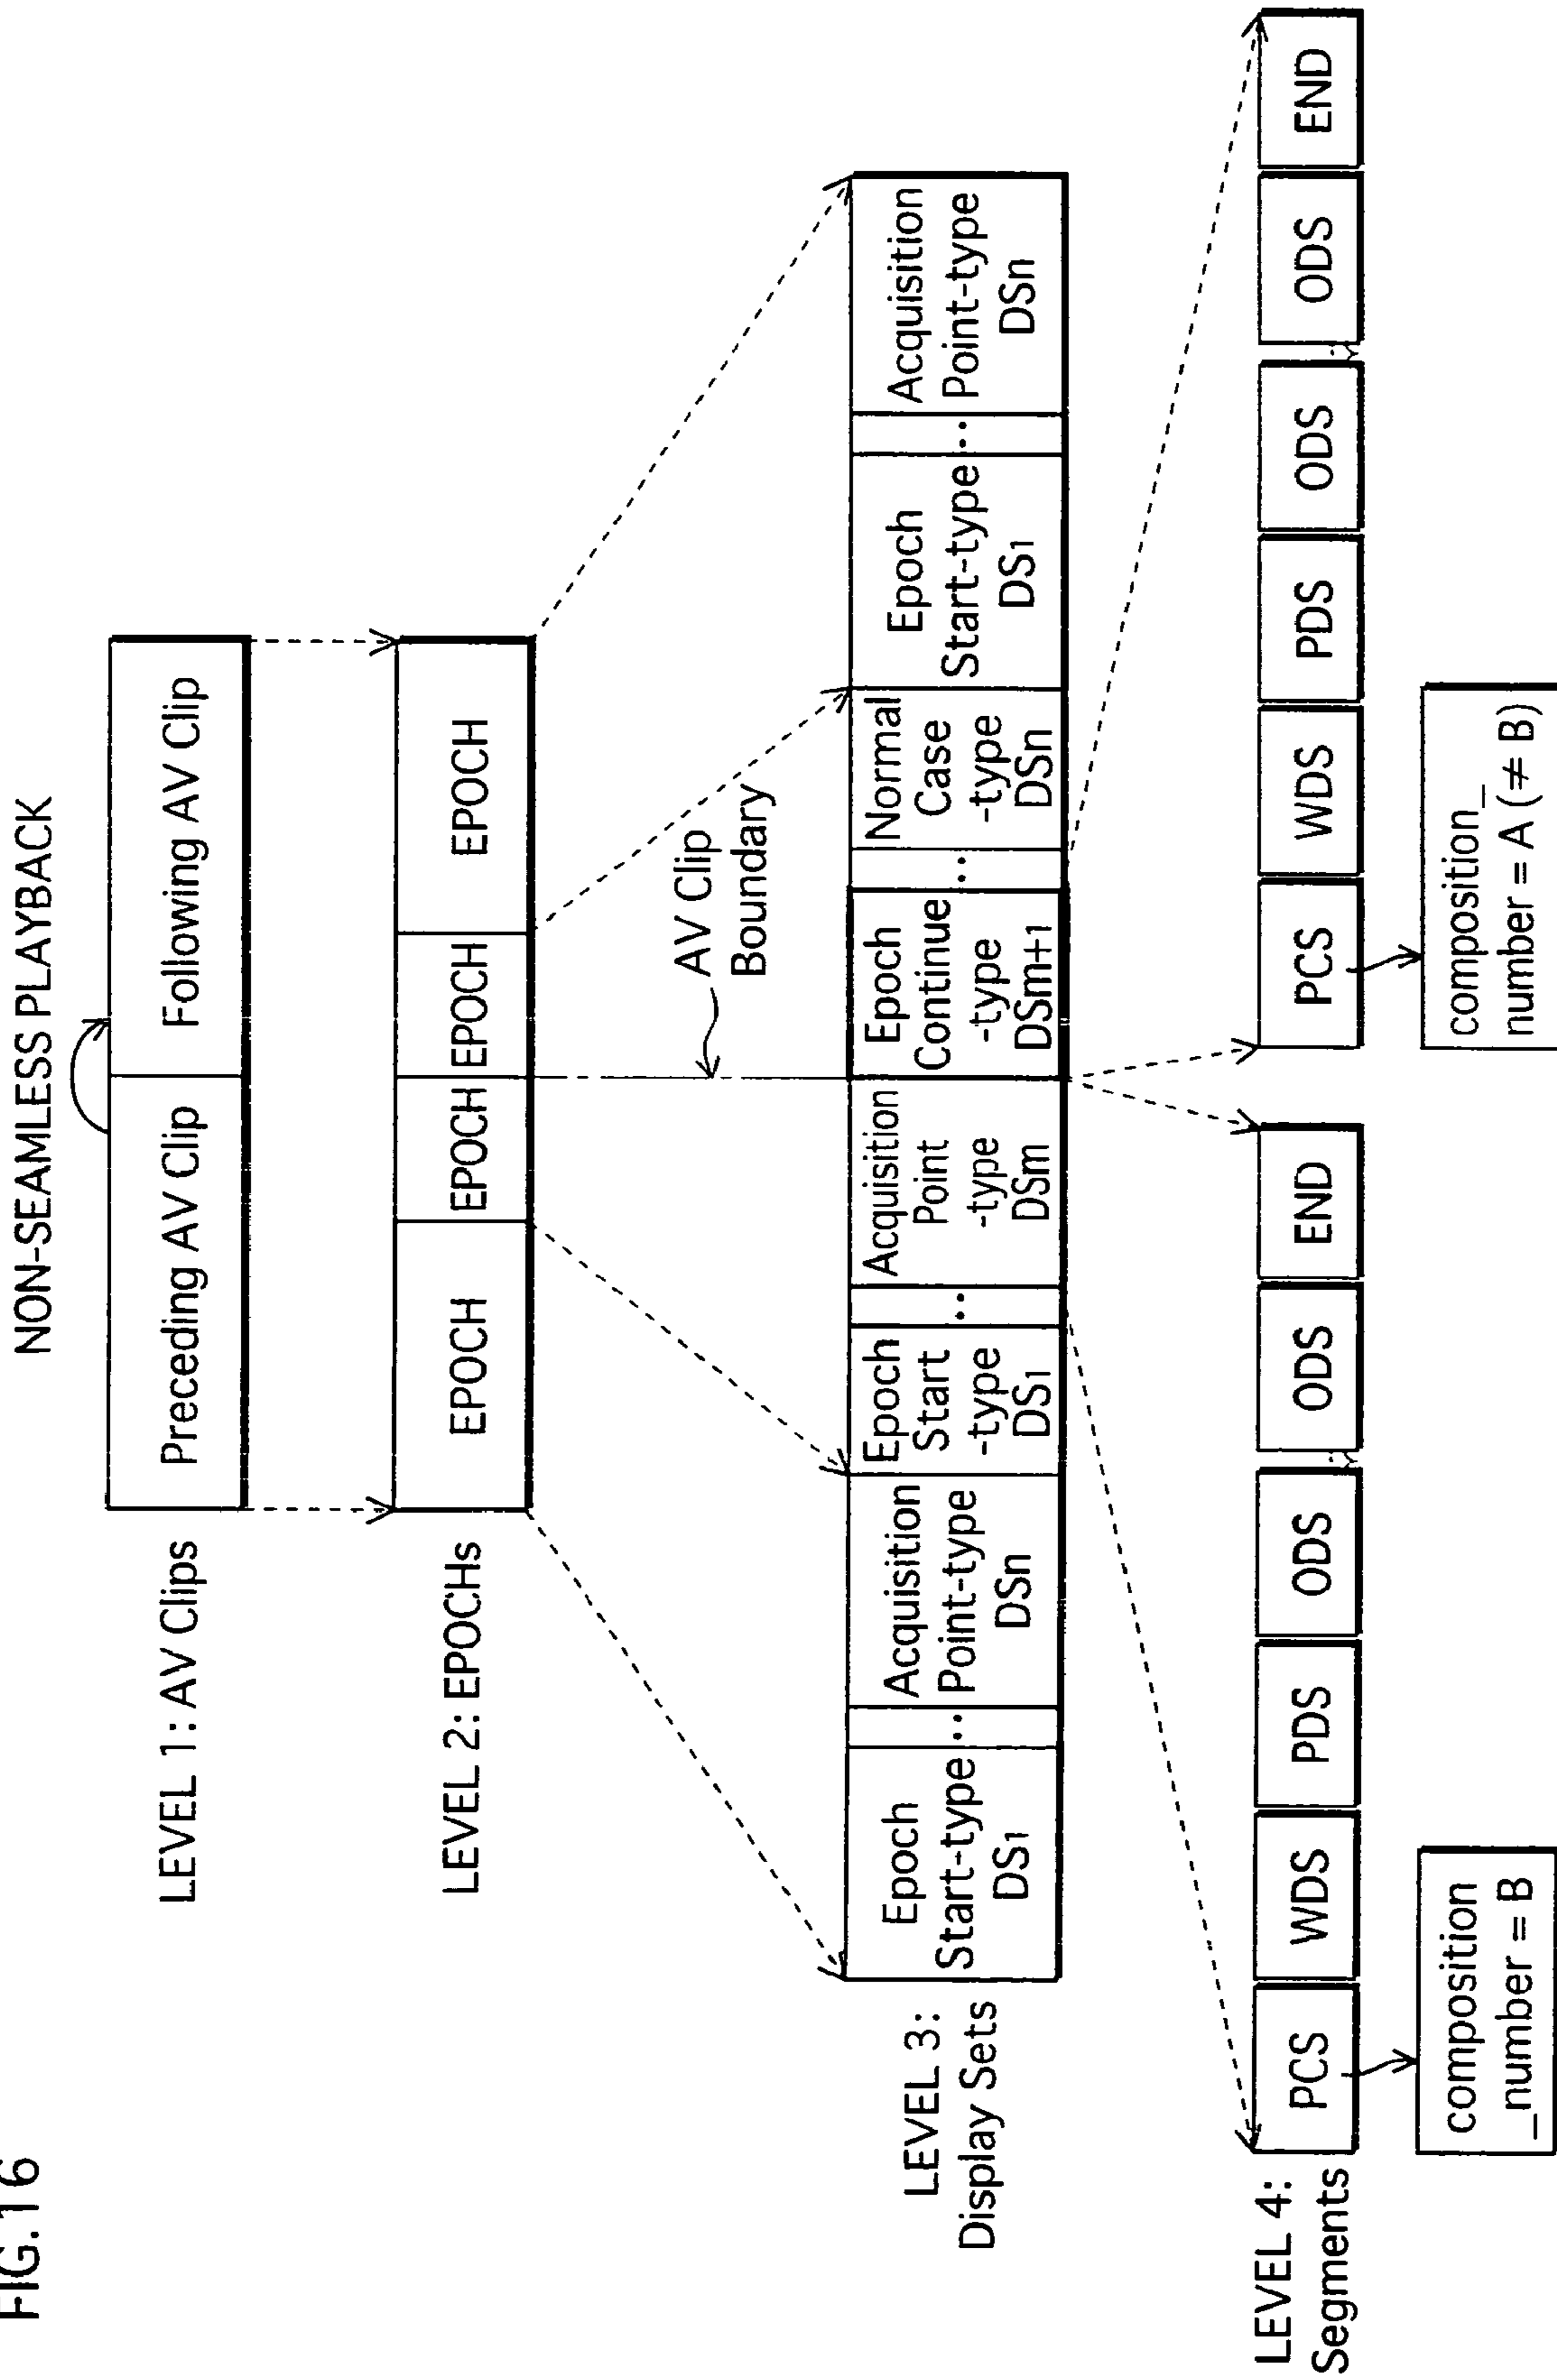 FIG.16
NON-SEAMLESS PLAYBACK
LEVEL 1: AV Clips
Preceding AV Clip
Following AV Clip
LEVEL 2: EPOCHs
EPOCH
EPOCH
EPOCH
EPOCH
AV Clip
Boundary
LEVEL 3:
Display Sets
Epoch
Start-type
DS1
...
Acquisition
Point-type
DSn
Epoch
Start
-type
DS1
...
Acquisition
Point
-type
DSm
Epoch
Continue
-type
DSm+1
...
Normal
Case
-type
DSn
Epoch
Start-type
DS1
...
Acquisition
Point-type
DSn
LEVEL 4:
Segments
PCS
WDS
PDS
ODS
ODS
END
PCS
WDS
PDS
ODS
ODS
END
composition
_number = B
composition_
number = A (≠ B)